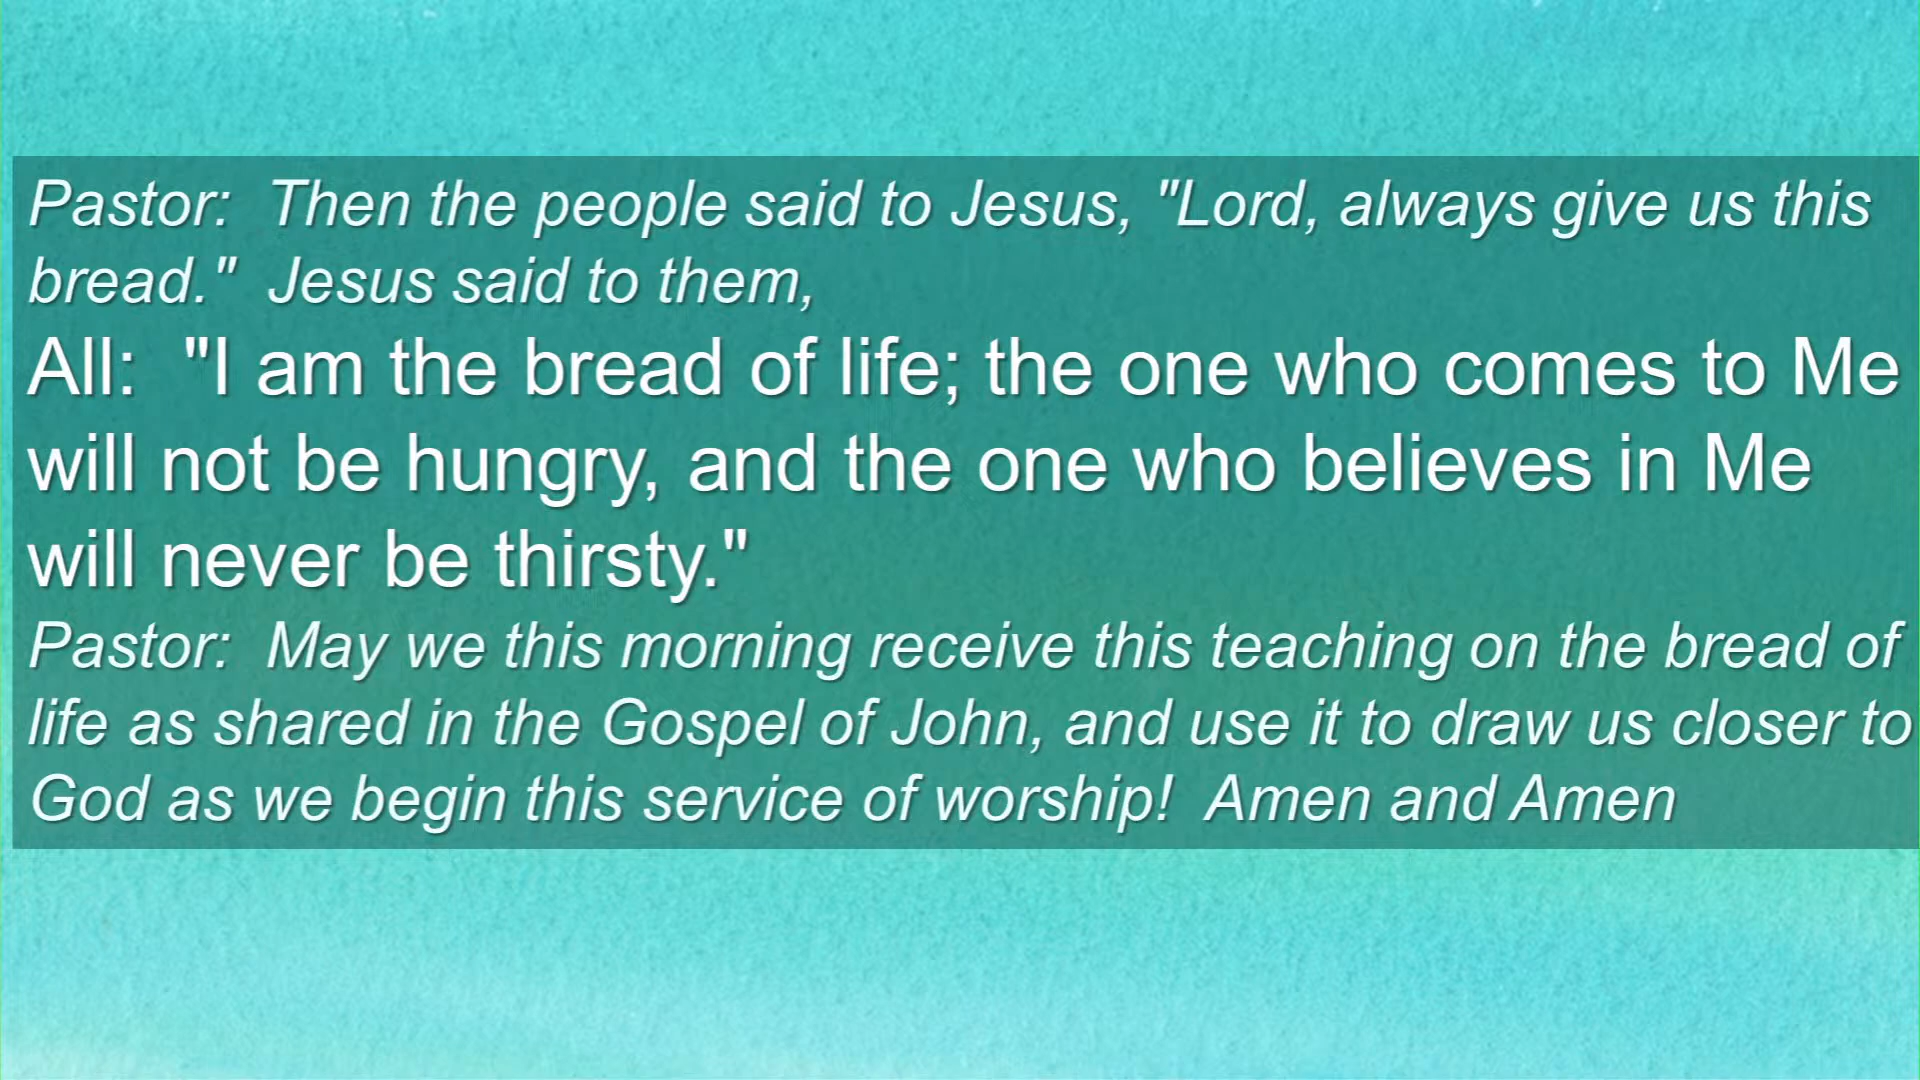 Pastor:  Then the people said to Jesus, "Lord, always give us this
bread."  Jesus said to them,
All:  "I am the bread of life; the one who comes to Me
will not be hungry, and the one who believes in Me
will never be thirsty."
Pastor:  May we this morning receive this teaching on the bread of
life as shared in the Gospel of John, and use it to draw us closer to
God as we begin this service of worship!  Amen and Amen